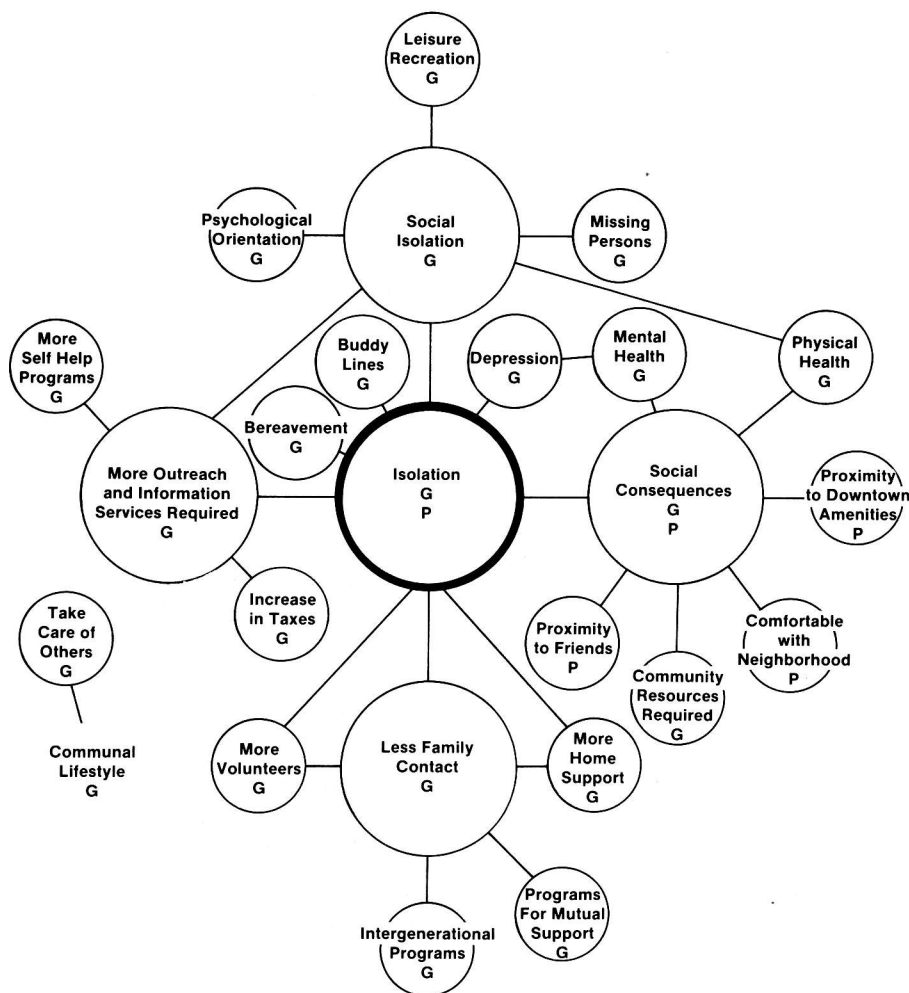 Leisure
Recreation
G
Psychological
Orientation
G
Social
Isolation
G
Missing
Persons
G
More
Self Help
Programs
G
Buddy
Lines
G
Depression
G
Mental
Health
G
Physical
Health
G
Bereavement
G
More Outreach
and Information
Services Required
G
Isolation
G
P
Social
Consequences
G
P
Proximity
to Downtown
Amenities
P
Take
Care of
Others
G
Increase
in Taxes
G
Proximity
to Friends
P
Community
Resources
Required
G
Comfortable
with
Neighborhood
P
Communal
Lifestyle
G
More
Volunteers
G
Less Family
Contact
G
More
Home
Support
G
Intergenerational
Programs
G
Programs
For Mutual
Support
G